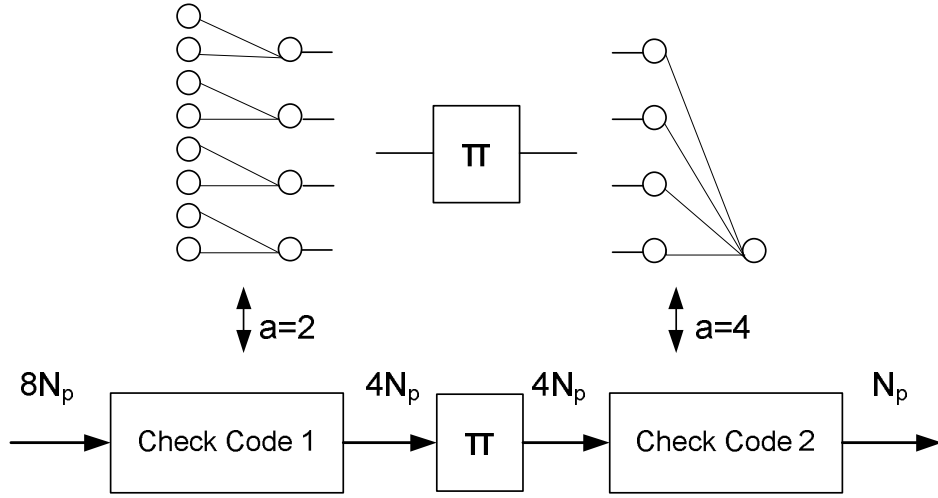 π
a=2
a=4
8Nₚ
4Nₚ
4Nₚ
Nₚ
Check Code 1
π
Check Code 2